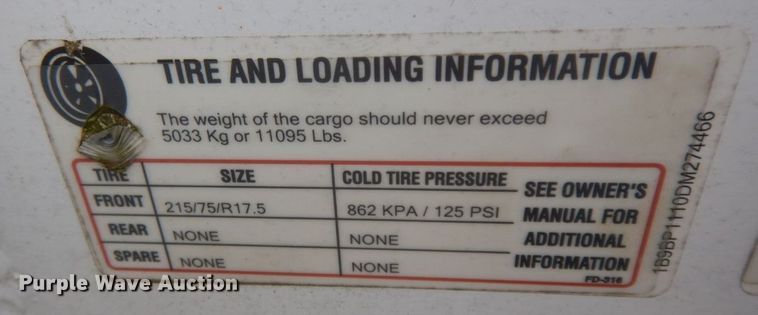 TIRE AND LOADING INFORMATION
The weight of the cargo should never exceed
5033 Kg or 11095 Lbs.
TIRE SIZE COLD TIRE PRESSURE
FRONT 215/75/R17.5 862 KPA / 125 PSI
REAR NONE NONE
SPARE NONE NONE
SEE OWNER'S
MANUAL FOR
ADDITIONAL
INFORMATION
FD-316
1B9BP1110DM274466
Purple Wave Auction